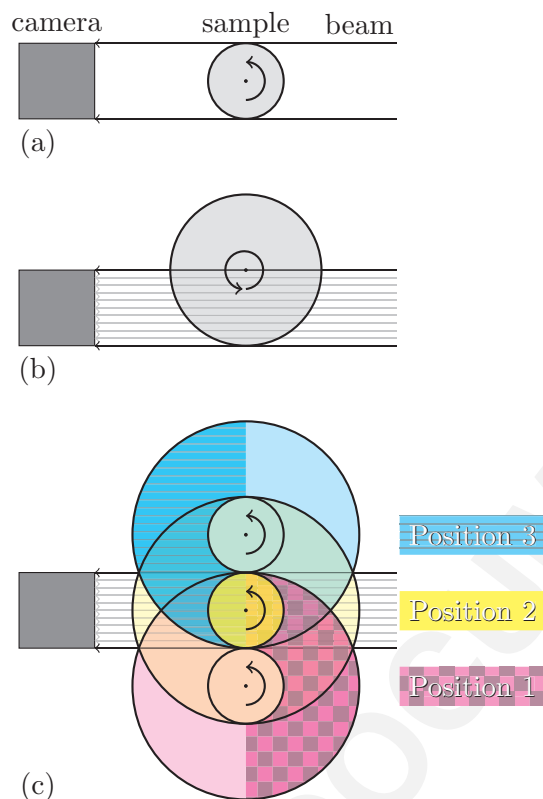 camera sample beam
(a)
(b)
Position 3
Position 2
Position 1
(c)